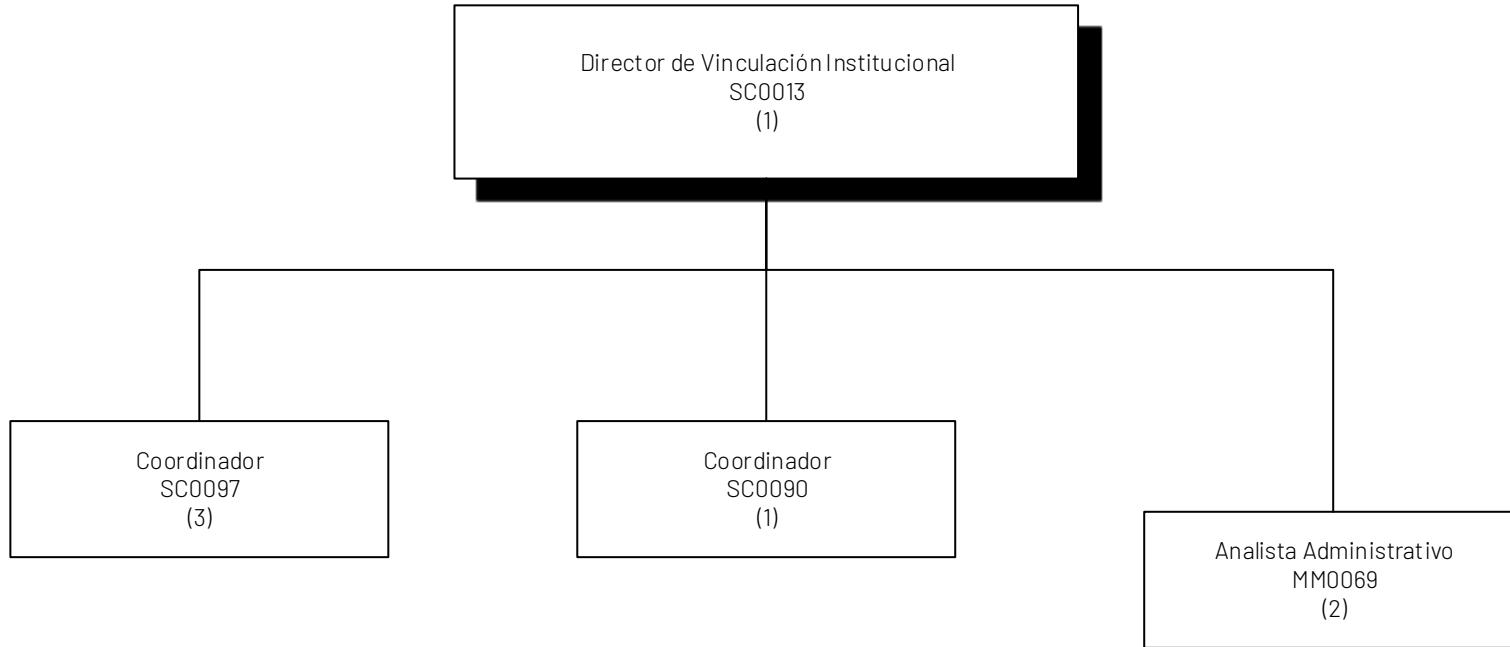 Director de Vinculación Institucional
SC0013
(1)
Coordinador
SC0097
(3)
Coordinador
SC0090
(1)
Analista Administrativo
MM0069
(2)